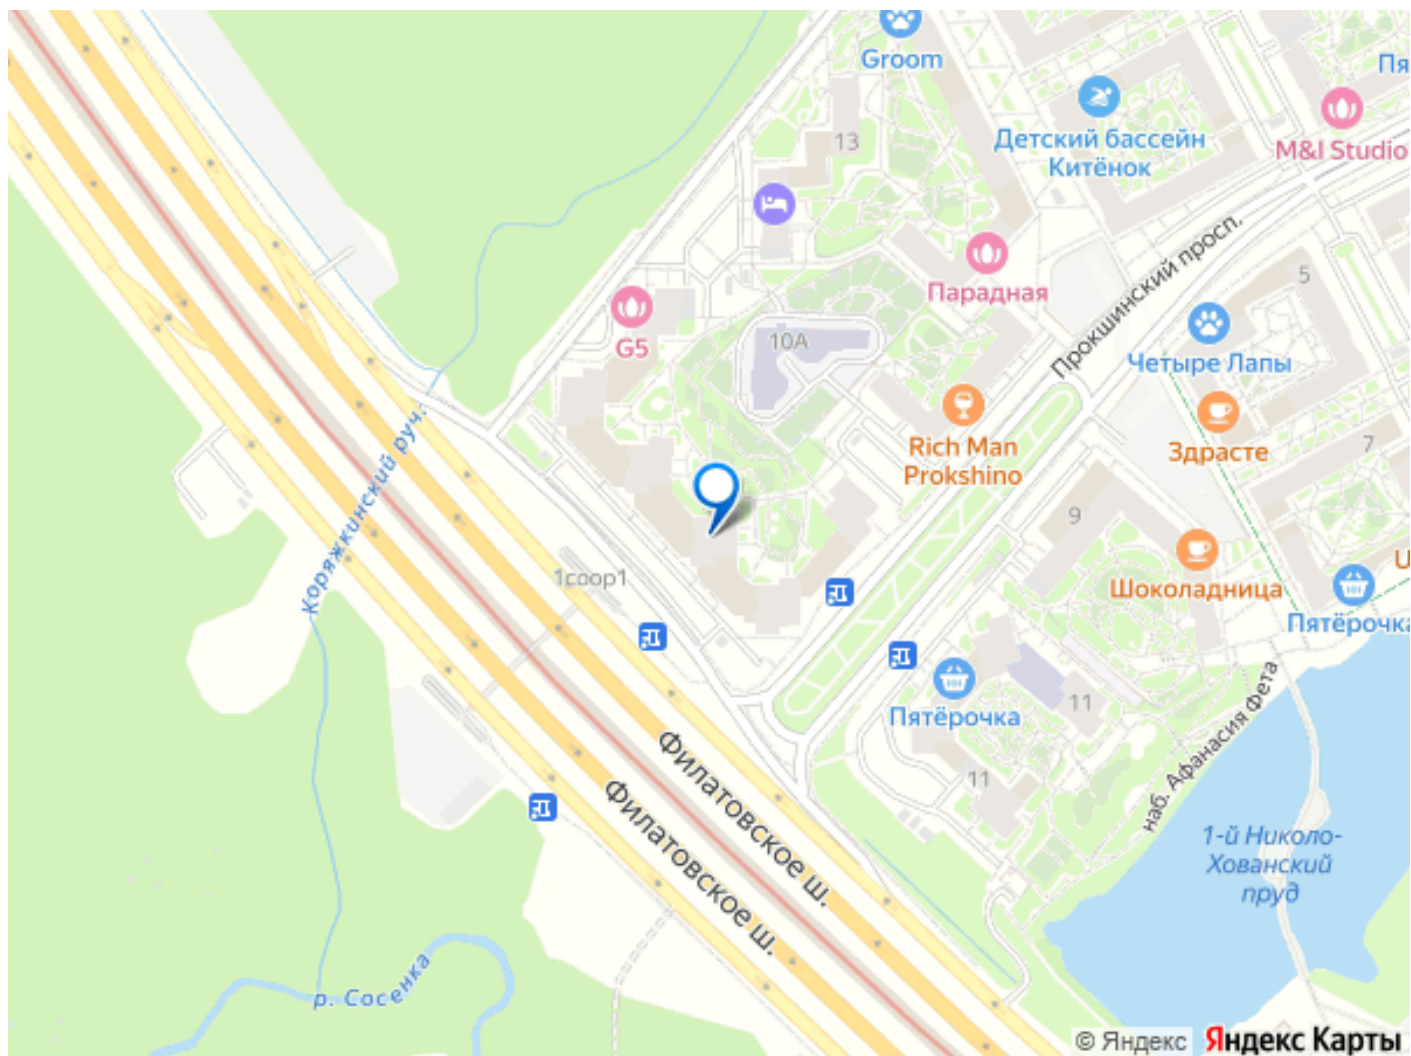 Groom
Пя
13
Детский бассейн
Китёнок
M&I Studio
Прокшинский просп.
Парадная
5
G5
10А
Четыре Лапы
Rich Man
Prokshino
Здрасте
7
Коряжкинский руч.
9
1соор1
Шоколадница
U
Пятёрочка
Пятёрочка
11
11
наб. Афанасия Фета
Филатовское ш.
Филатовское ш.
1-й Николо-
Хованский
пруд
р. Сосенка
© Яндекс Яндекс Карты